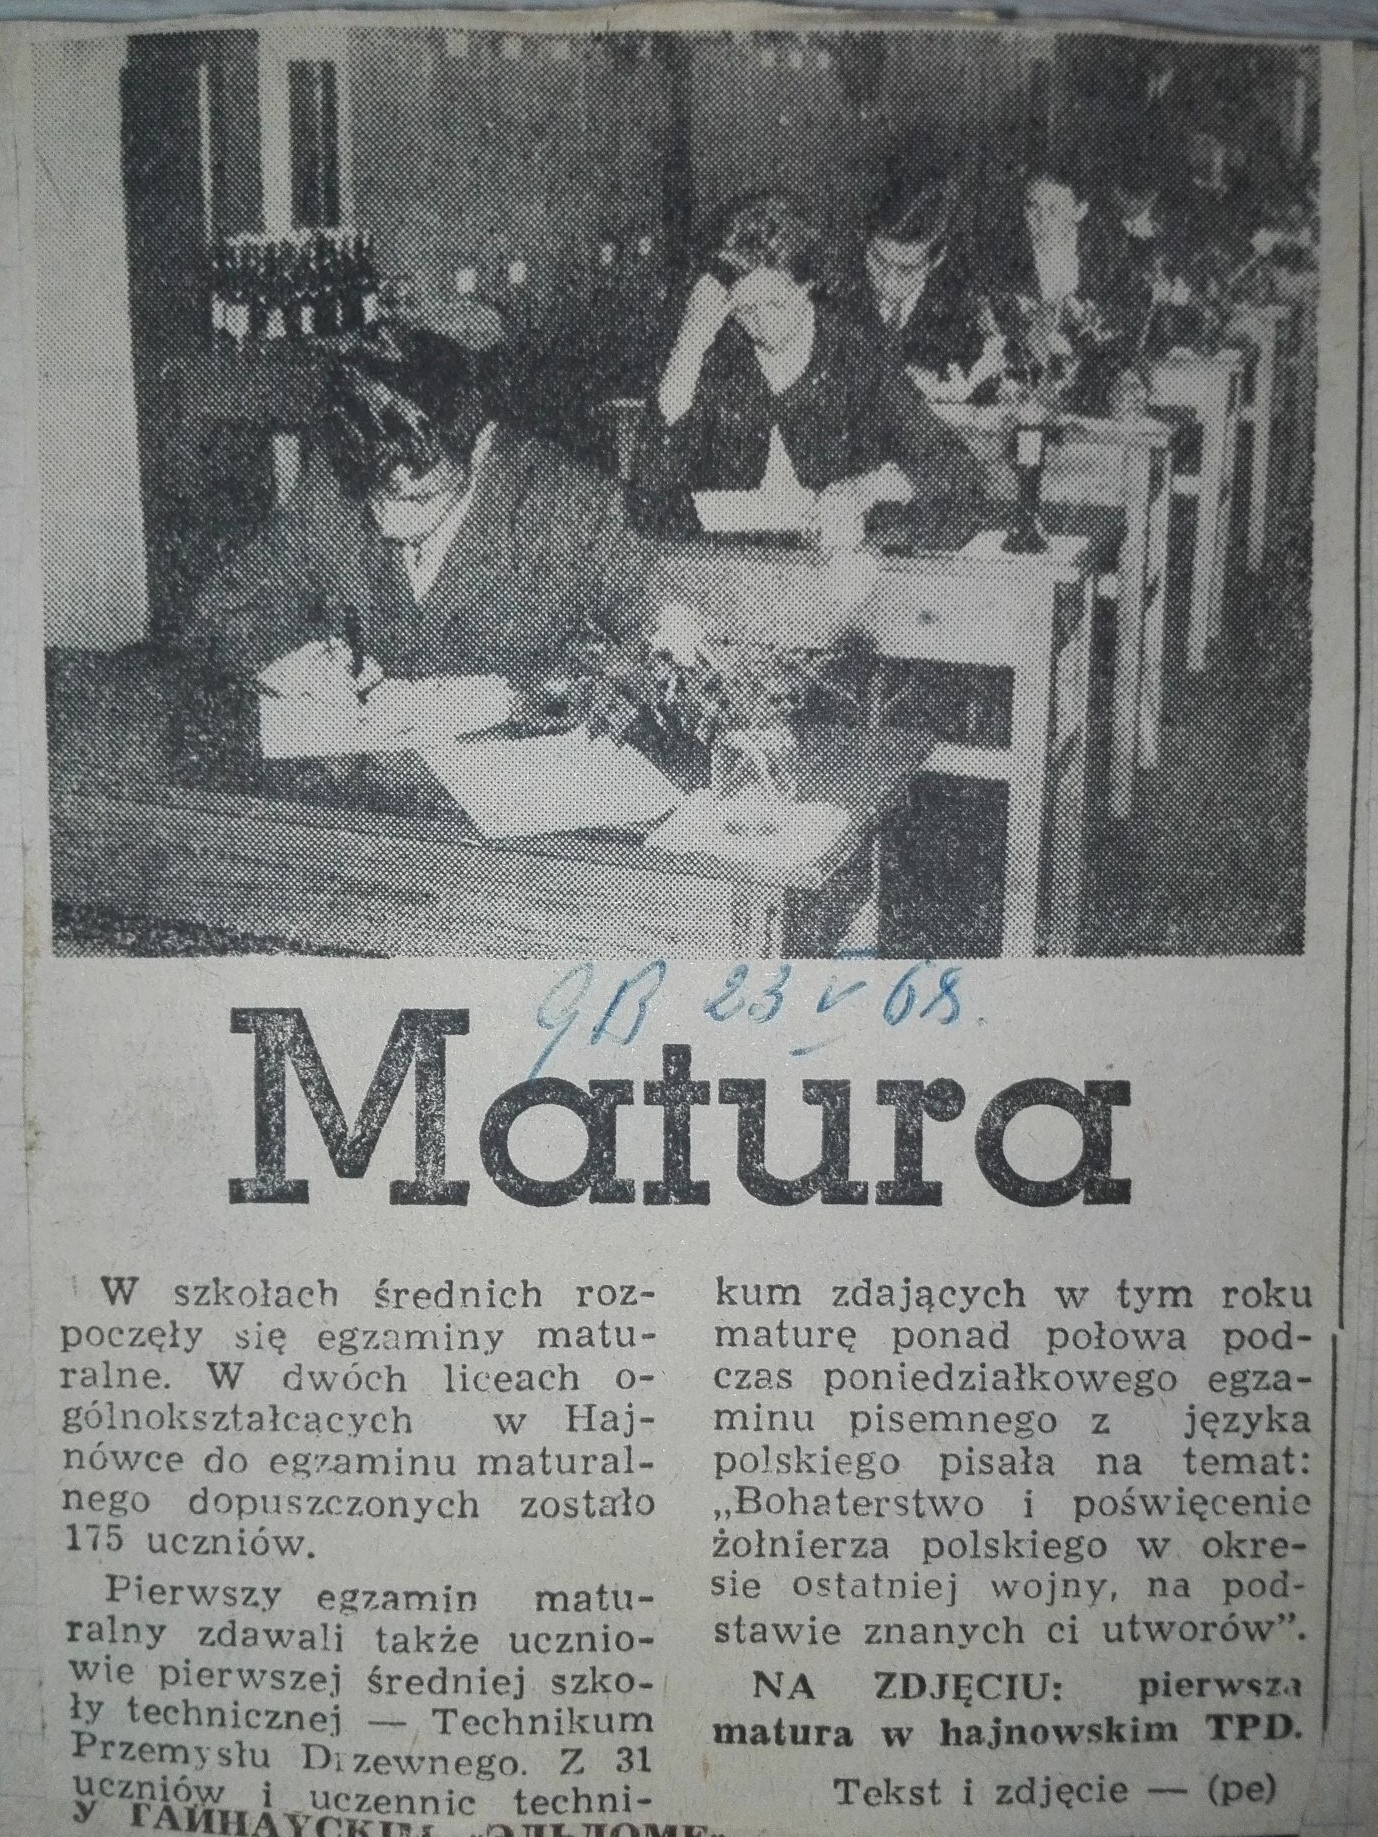 GB 23 V 68.
Matura
W szkołach średnich roz-
poczęły się egzaminy matu-
ralne. W dwóch liceach o-
gólnokształcących w Haj-
nówce do egzaminu matural-
nego dopuszczonych zostało
175 uczniów.
Pierwszy egzamin matu-
ralny zdawali także ucznio-
wie pierwszej średniej szko-
ły technicznej — Technikum
Przemysłu Drzewnego. Z 31
uczniów i uczennic techni-
kum zdających w tym roku
maturę ponad połowa pod-
czas poniedziałkowego egza-
minu pisemnego z języka
polskiego pisała na temat:
„Bohaterstwo i poświęcenie
żołnierza polskiego w okre-
sie ostatniej wojny, na pod-
stawie znanych ci utworów”.
NA ZDJĘCIU: pierwsza
matura w hajnowskim TPD.
Tekst i zdjęcie — (pe)
У ГАЙНАЎСКІМ „ЭЛЬДОМЕ”